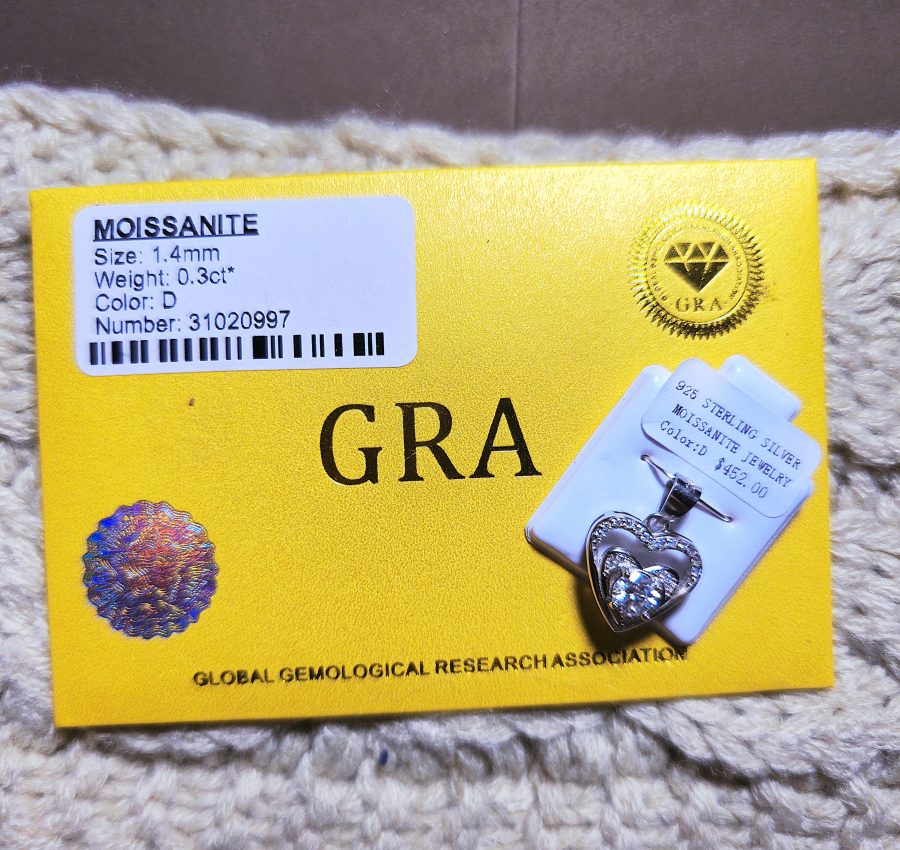 MOISSANITE
Size: 1.4mm
Weight: 0.3ct*
Color: D
Number: 31020997
GRA
925 STERLING SILVER
MOISSANITE JEWELRY
Color:D $452.00
GRA
GLOBAL GEMOLOGICAL RESEARCH ASSOCIATION